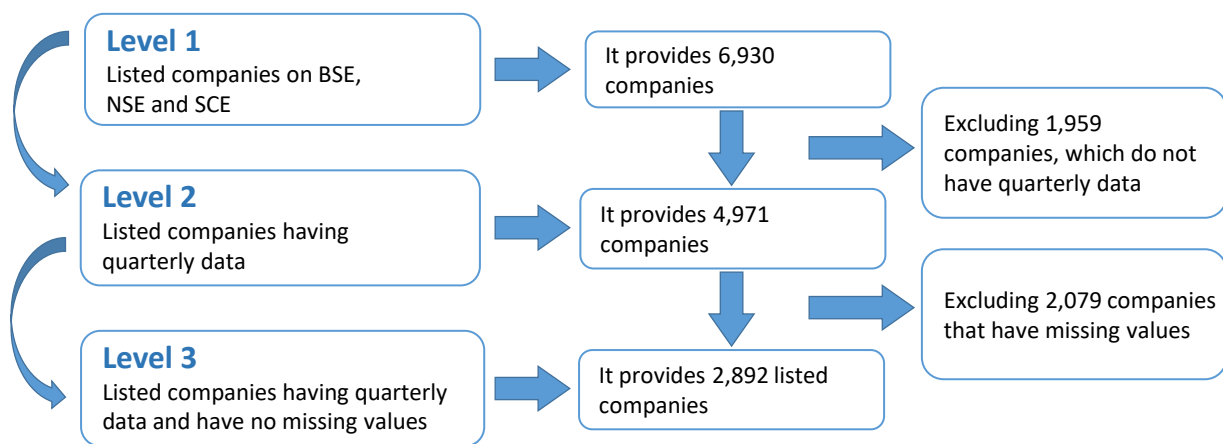 Level 1
Listed companies on BSE,
NSE and SCE
It provides 6,930
companies
Excluding 1,959
companies, which do not
have quarterly data
Level 2
Listed companies having
quarterly data
It provides 4,971
companies
Excluding 2,079 companies
that have missing values
Level 3
Listed companies having quarterly
data and have no missing values
It provides 2,892 listed
companies